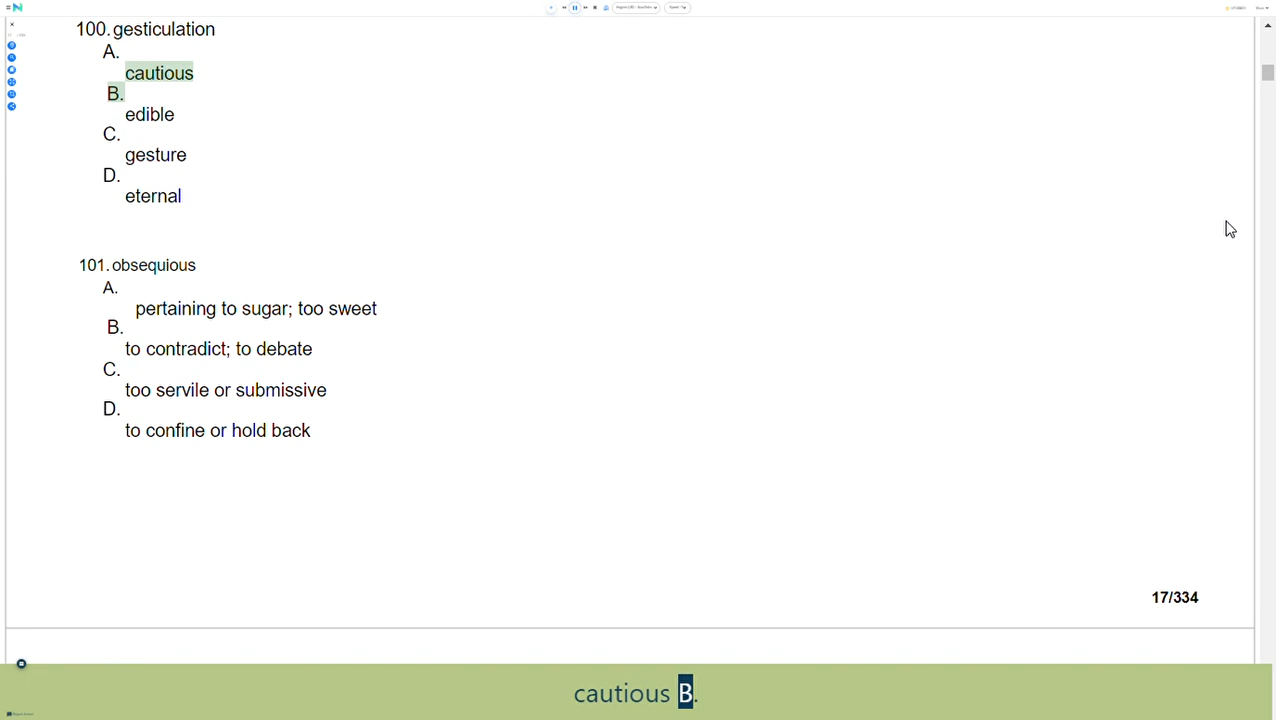 100. gesticulation
A.
cautious
B.
edible
C.
gesture
D.
eternal
101. obsequious
A.
pertaining to sugar; too sweet
B.
to contradict; to debate
C.
too servile or submissive
D.
to confine or hold back
17/334
cautious B.